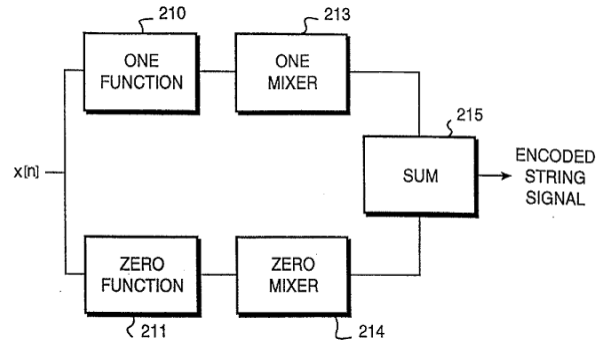 210
213
ONE
FUNCTION
ONE
MIXER
215
x[n]
SUM
ENCODED
STRING
SIGNAL
ZERO
FUNCTION
ZERO
MIXER
211
214